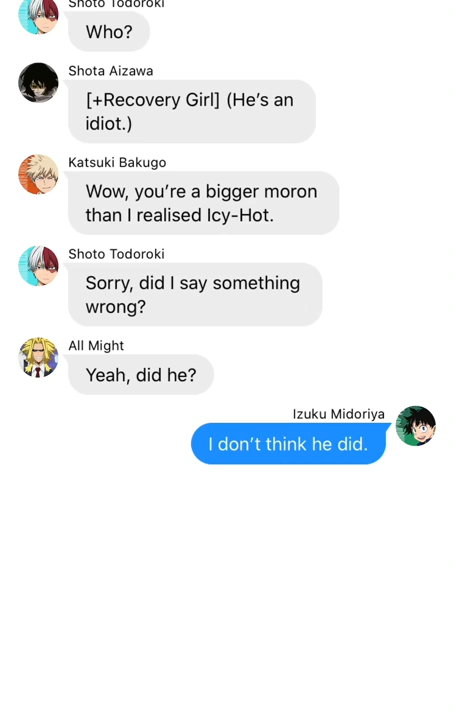 Shoto Todoroki
Who?
Shota Aizawa
[+Recovery Girl] (He’s an
idiot.)
Katsuki Bakugo
Wow, you’re a bigger moron
than I realised Icy-Hot.
Shoto Todoroki
Sorry, did I say something
wrong?
All Might
Yeah, did he?
Izuku Midoriya
I don’t think he did.